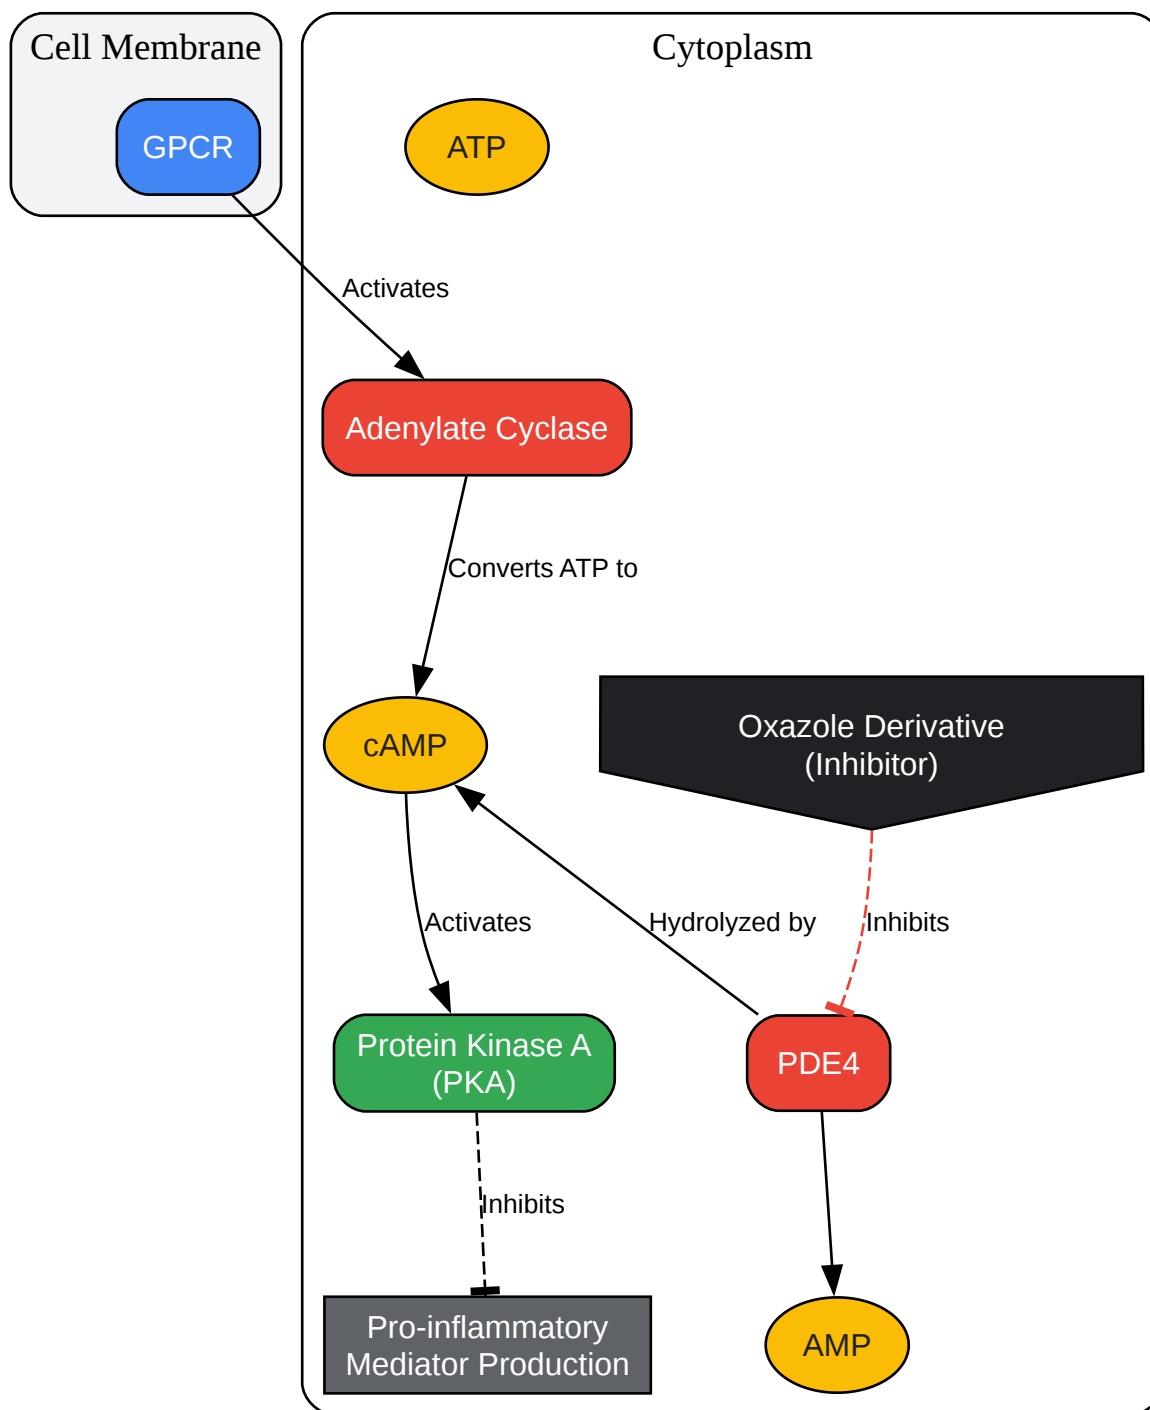 Cell Membrane
Cytoplasm
GPCR
ATP
Activates
Adenylate Cyclase
Converts ATP to
cAMP
Oxazole Derivative
(Inhibitor)
Activates
Hydrolyzed by
Inhibits
Protein Kinase A
(PKA)
PDE4
Inhibits
Pro-inflammatory
Mediator Production
AMP